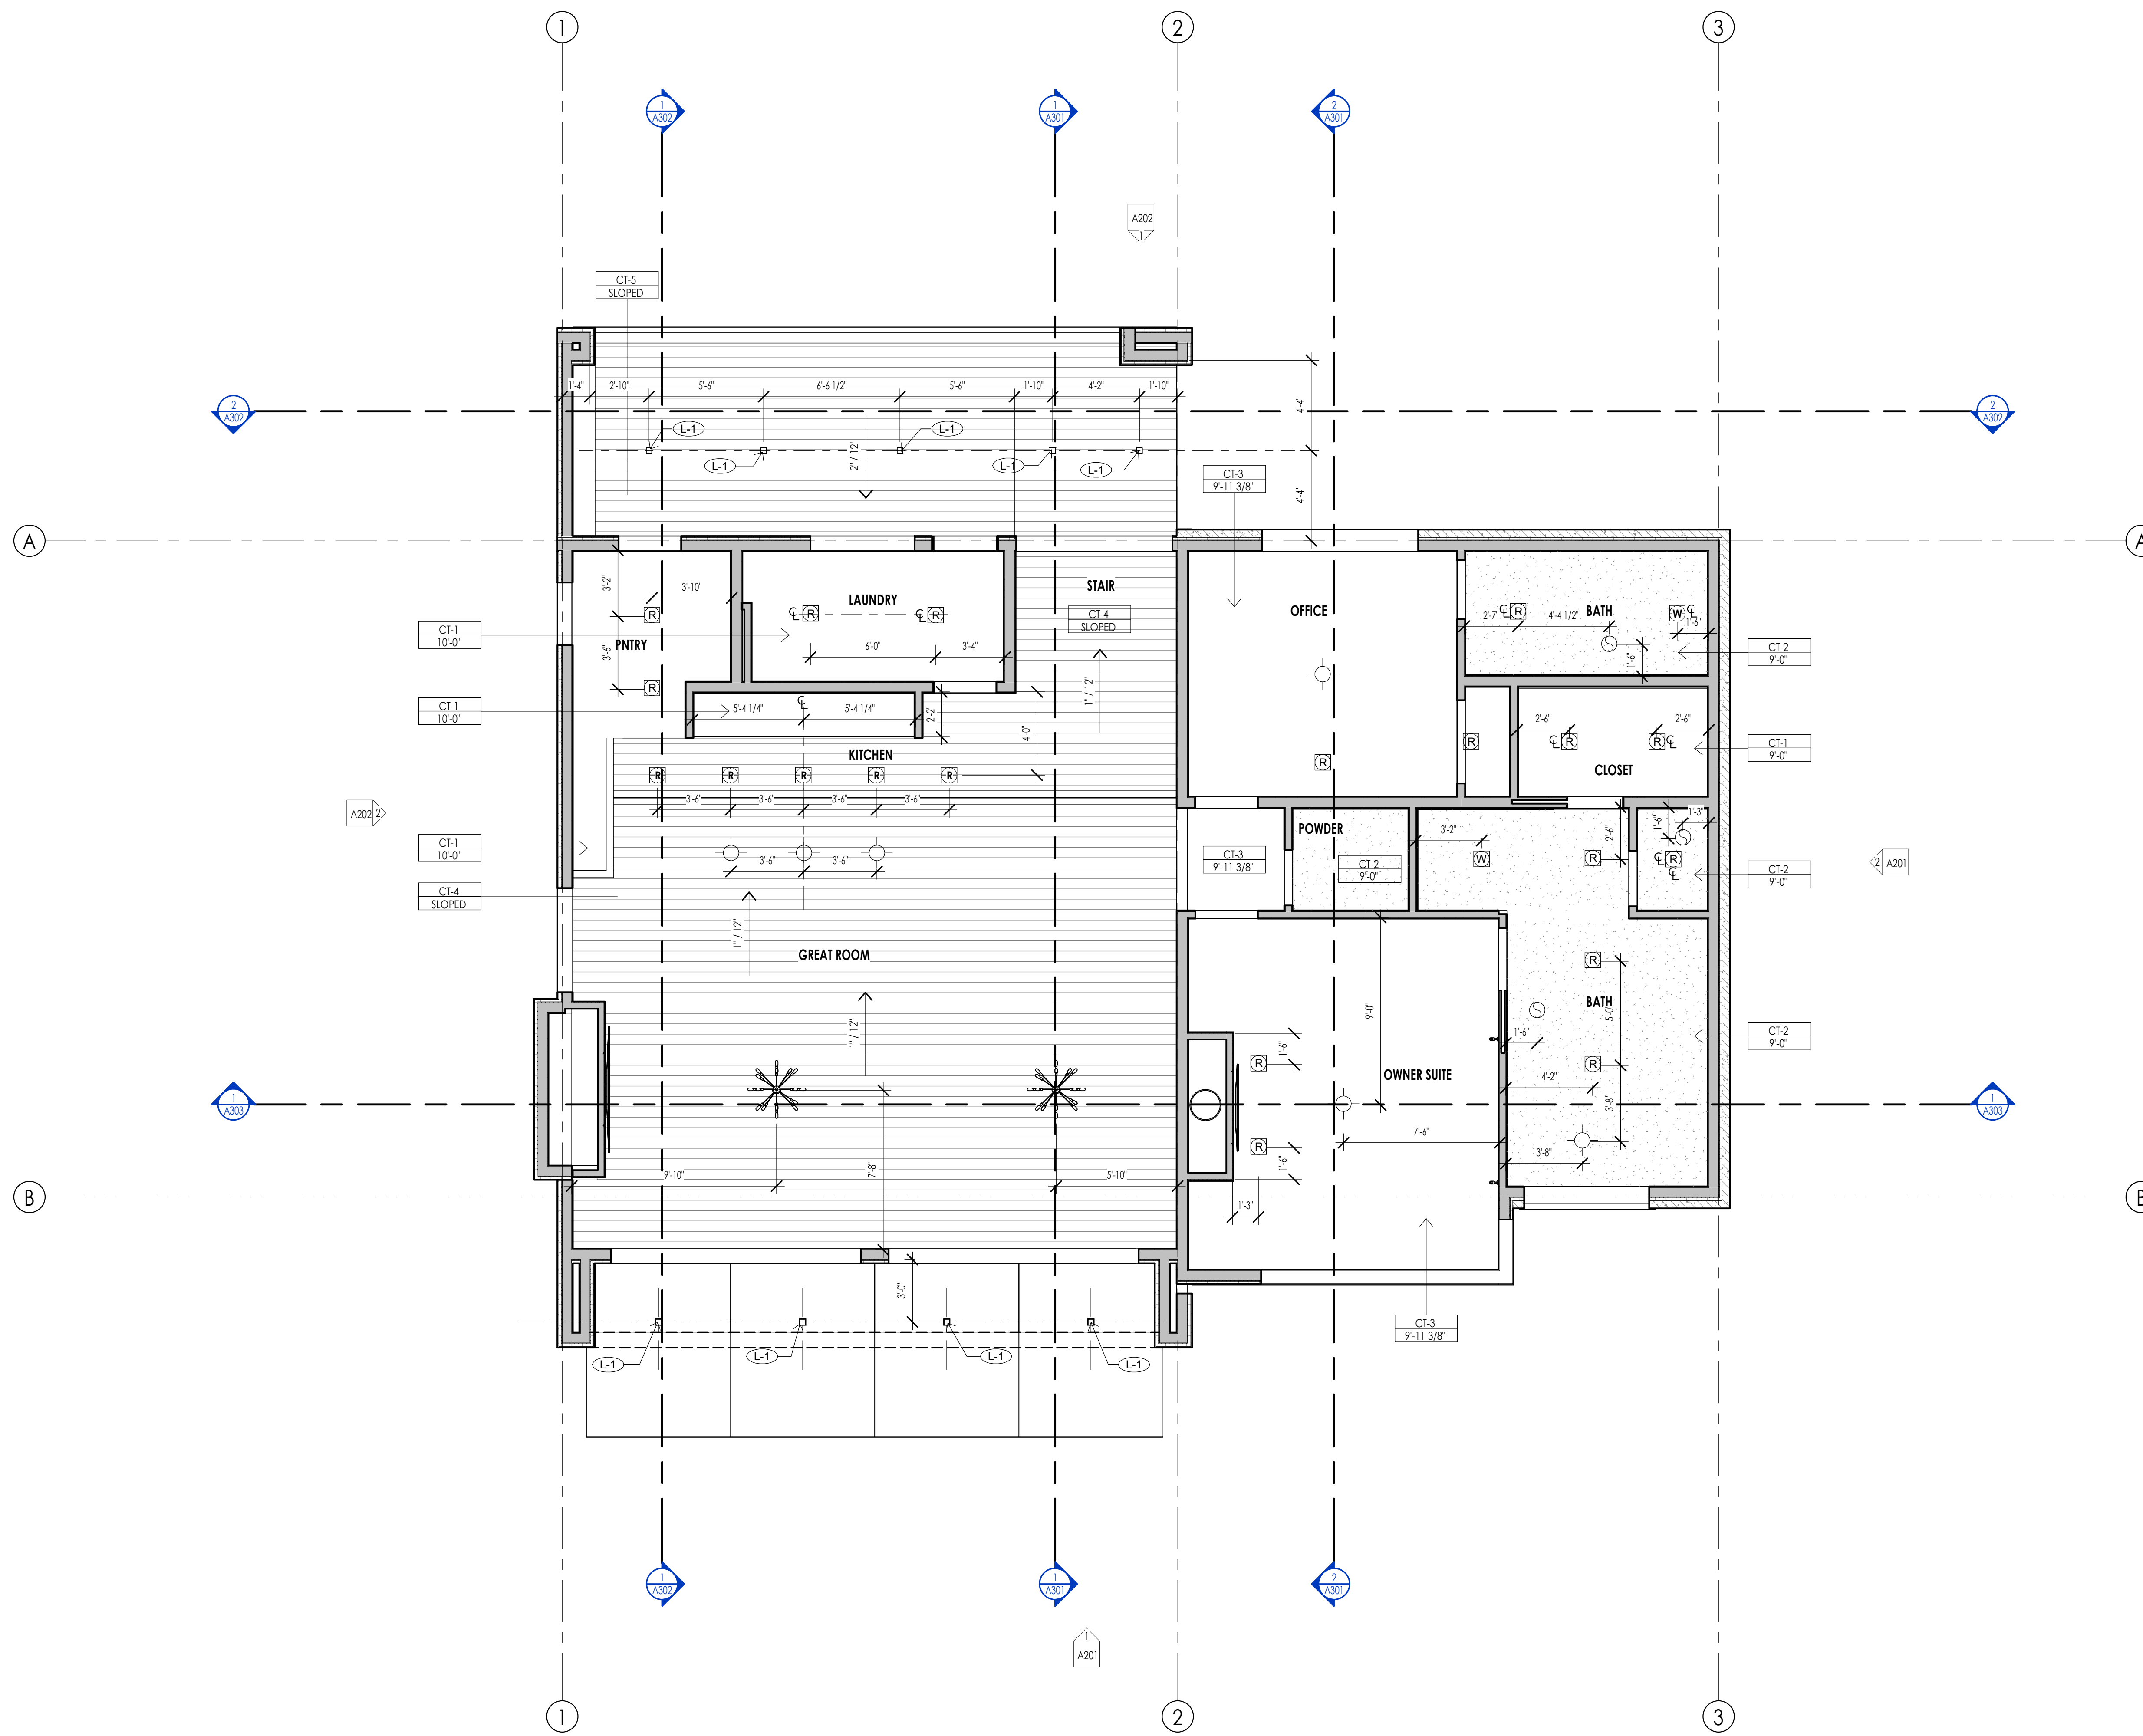 1
2
3
1
A302
1
A301
2
A301
A202
1
CT-5
SLOPED
1'-4"
2'-10"
5'-6"
6'-6 1/2"
5'-6"
1'-10"
4'-2"
1'-10"
2
A302
2
A302
4'-4"
L-1
L-1
L-1
L-1
L-1
2" / 12"
CT-3
9'-11 3/8"
4'-4"
A
A
3'-2"
3'-10"
R
LAUNDRY
℄ R
℄ R
STAIR
CT-4
SLOPED
OFFICE
2'-7"
℄ R
4'-4 1/2"
BATH
W ℄
1'-6"
CT-1
10'-0"
PNTRY
3'-6"
6'-0"
3'-4"
1'-6"
CT-2
9'-0"
R
1" / 12"
CT-1
10'-0"
5'-4 1/4"
℄
5'-4 1/4"
2'-2"
4'-0"
2'-6"
2'-6"
R
℄ R
R ℄
CT-1
9'-0"
KITCHEN
R
CLOSET
R
R
R
R
R
3'-6"
3'-6"
3'-6"
3'-6"
A202
2
POWDER
3'-2"
2'-6"
1'-6"
1'-3"
CT-1
10'-0"
3'-6"
3'-6"
CT-3
9'-11 3/8"
CT-2
9'-0"
W
R
℄ R
℄
CT-2
9'-0"
2
A201
CT-4
SLOPED
1" / 12"
GREAT ROOM
R
9'-0"
BATH
5'-0"
1" / 12"
1'-6"
CT-2
9'-0"
1'-6"
R
R
OWNER SUITE
4'-2"
1
A303
1
A303
3'-8"
7'-6"
R
3'-8"
1'-6"
9'-10"
7'-8"
5'-10"
1'-3"
B
B
3'-0"
CT-3
9'-11 3/8"
L-1
L-1
L-1
L-1
1
A302
1
A301
2
A301
1
A201
1
2
3